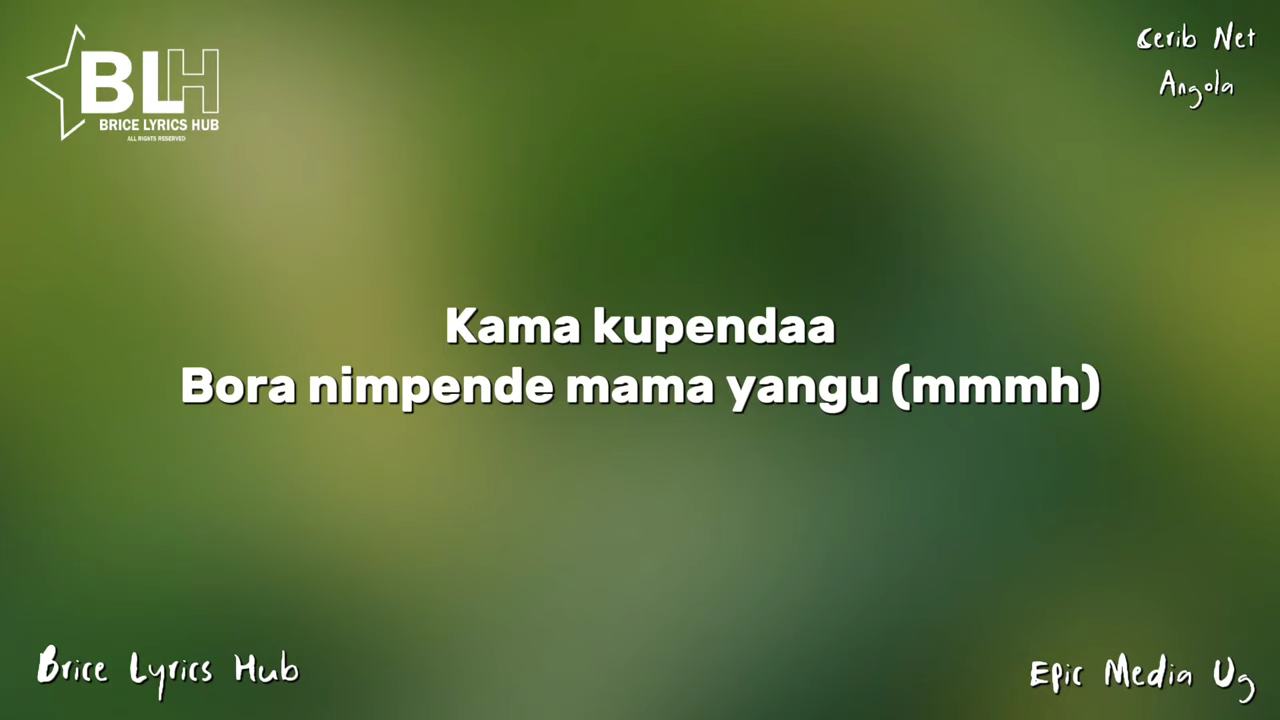 BLH
BRICE LYRICS HUB
ALL RIGHTS RESERVED
Cerib Net
Angola
Kama kupendaa
Bora nimpende mama yangu (mmmh)
Brice Lyrics Hub
Epic Media Ug